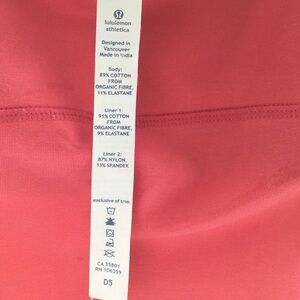 lululemon
athletica
Designed in
Vancouver
Made in India
Body:
89% COTTON
FROM
ORGANIC FIBRE,
11% ELASTANE
Liner 1:
91% COTTON
FROM
ORGANIC FIBRE,
9% ELASTANE
Liner 2:
87% NYLON,
13% SPANDEX
exclusive of trim
CA 35801
RN 106259
D5